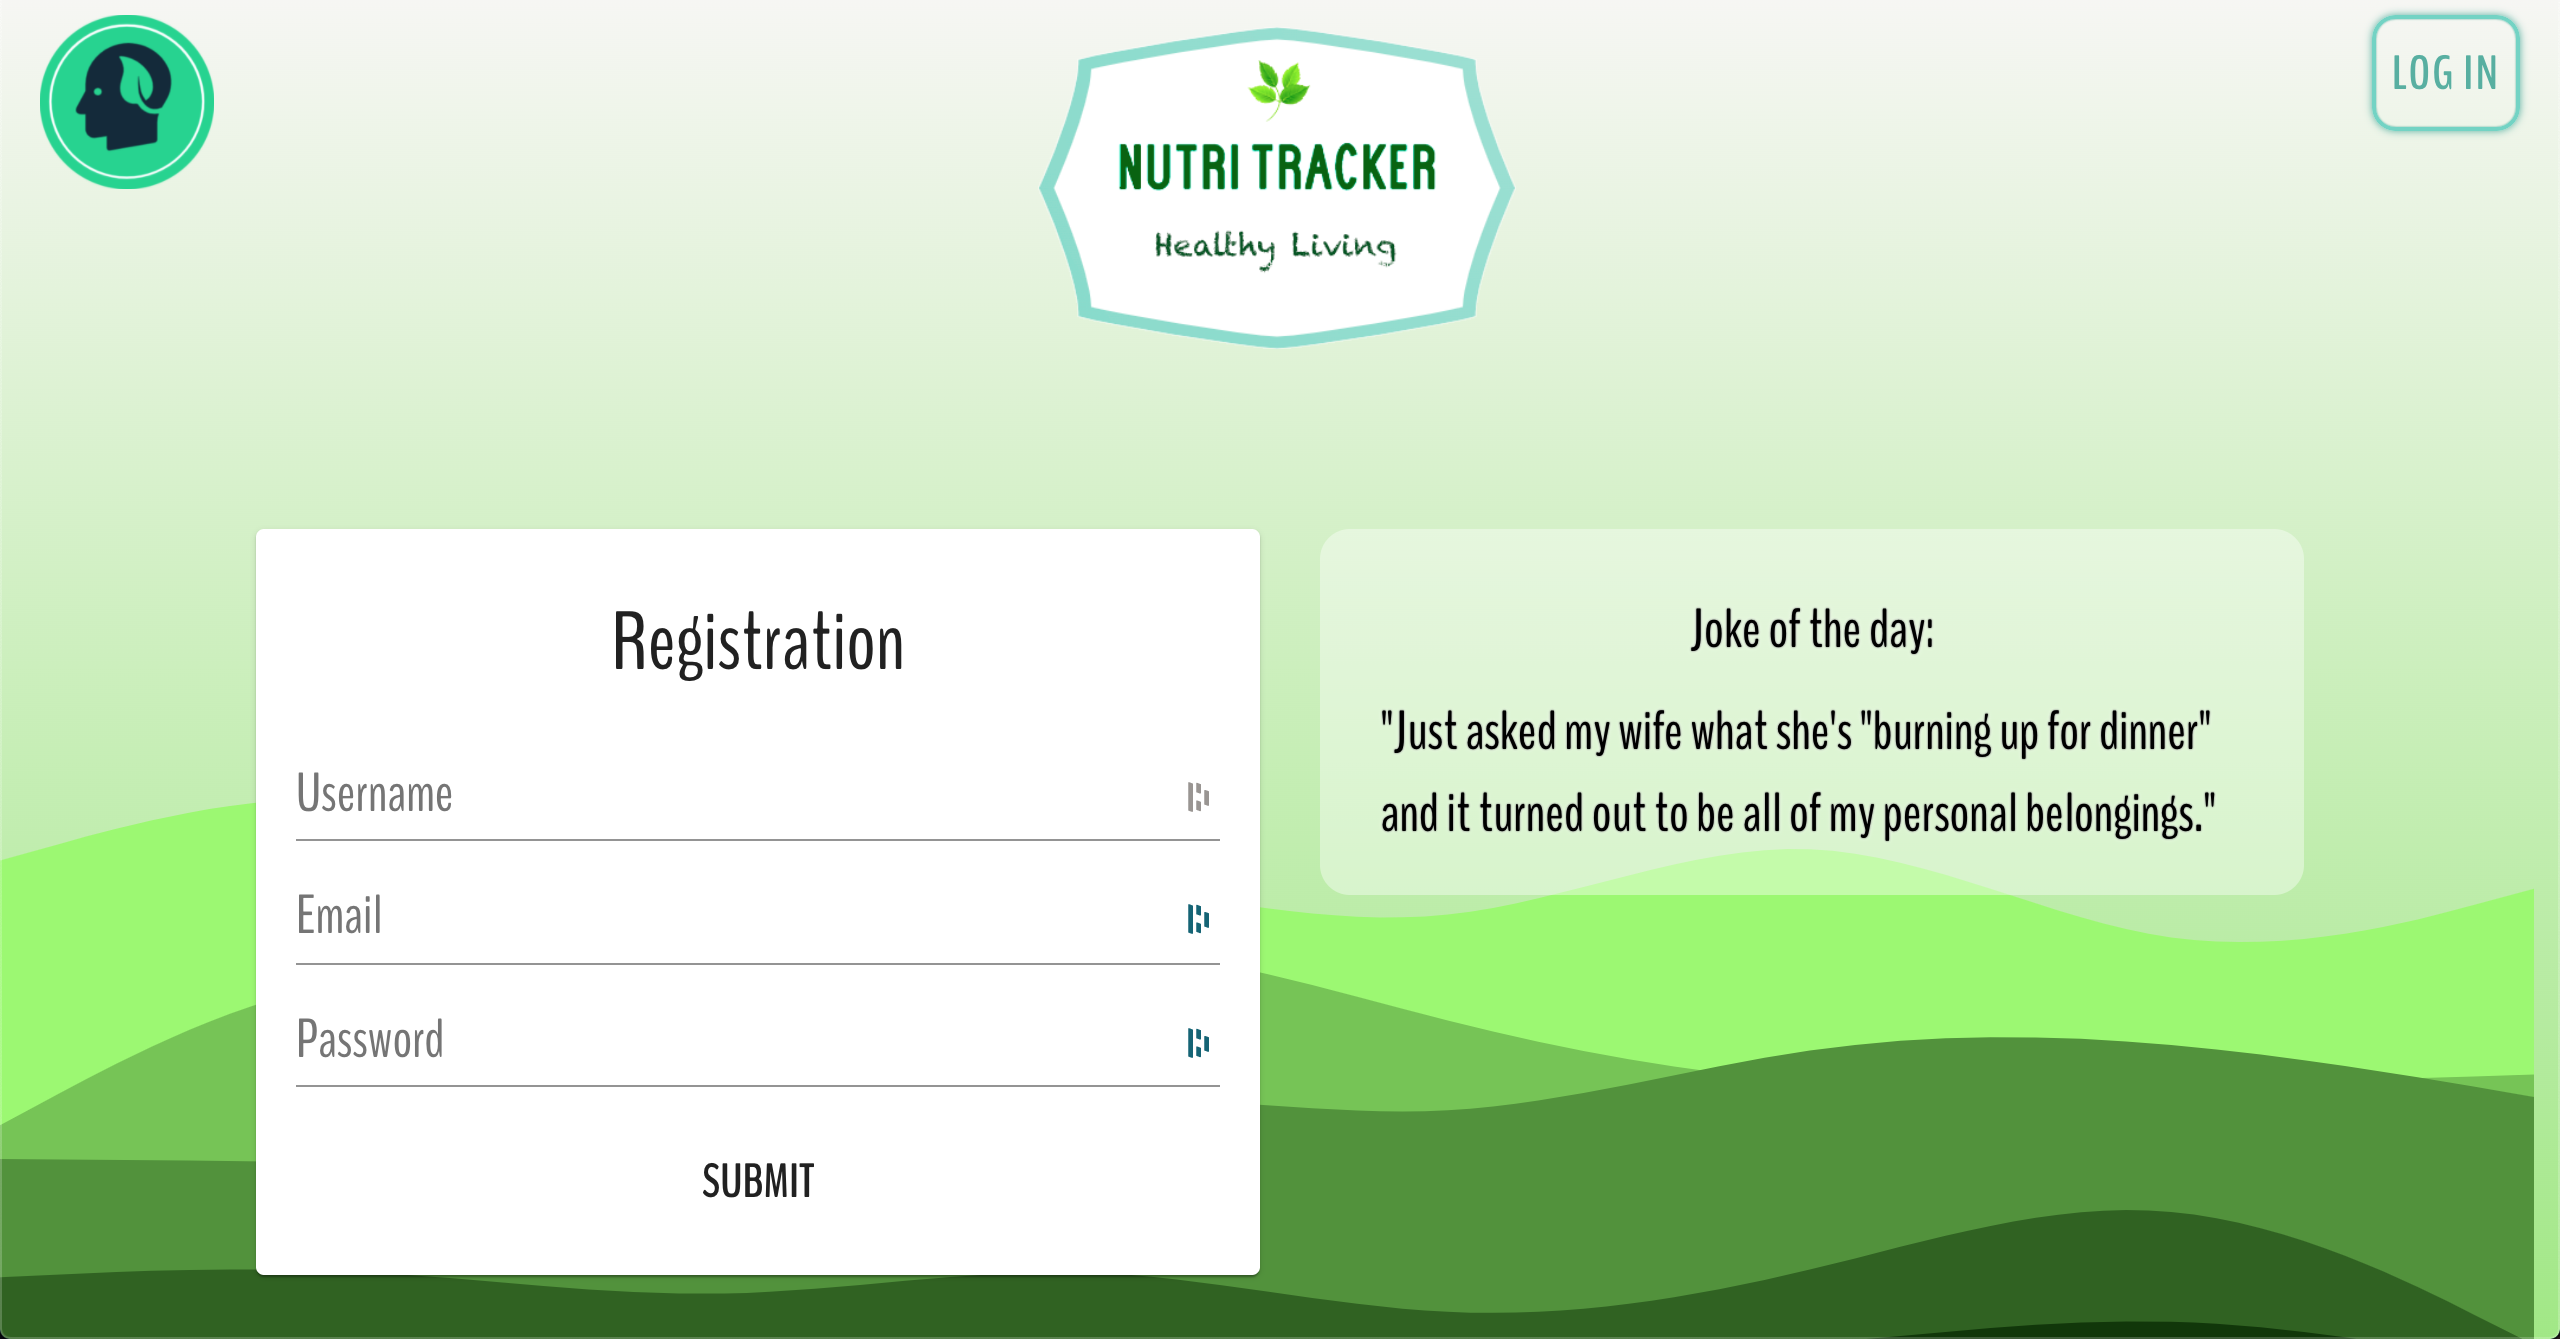 LOG IN
NUTRI TRACKER
Healthy Living
Registration
Username
Email
Password
SUBMIT
Joke of the day:
"Just asked my wife what she's "burning up for dinner"
and it turned out to be all of my personal belongings."